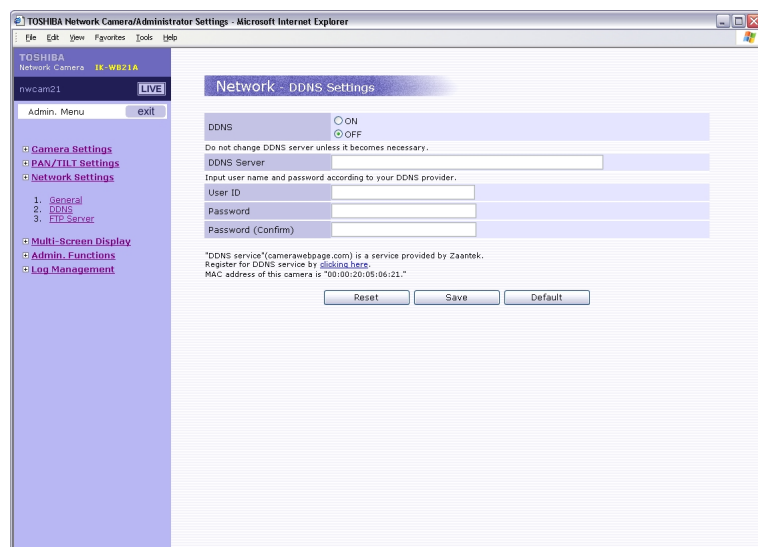 TOSHIBA Network Camera/Administrator Settings - Microsoft Internet Explorer
File Edit View Favorites Tools Help
TOSHIBA
Network Camera IK-WB21A
nwcam21 LIVE
Admin. Menu exit
Camera Settings
PAN/TILT Settings
Network Settings
1. General
2. DDNS
3. FTP Server
Multi-Screen Display
Admin. Functions
Log Management
Network - DDNS Settings
DDNS
ON
OFF
Do not change DDNS server unless it becomes necessary.
DDNS Server
Input user name and password according to your DDNS provider.
User ID
Password
Password (Confirm)
"DDNS service"(camerawebpage.com) is a service provided by Zaantek.
Register for DDNS service by clicking here.
MAC address of this camera is "00:00:20:05:06:21."
Reset Save Default